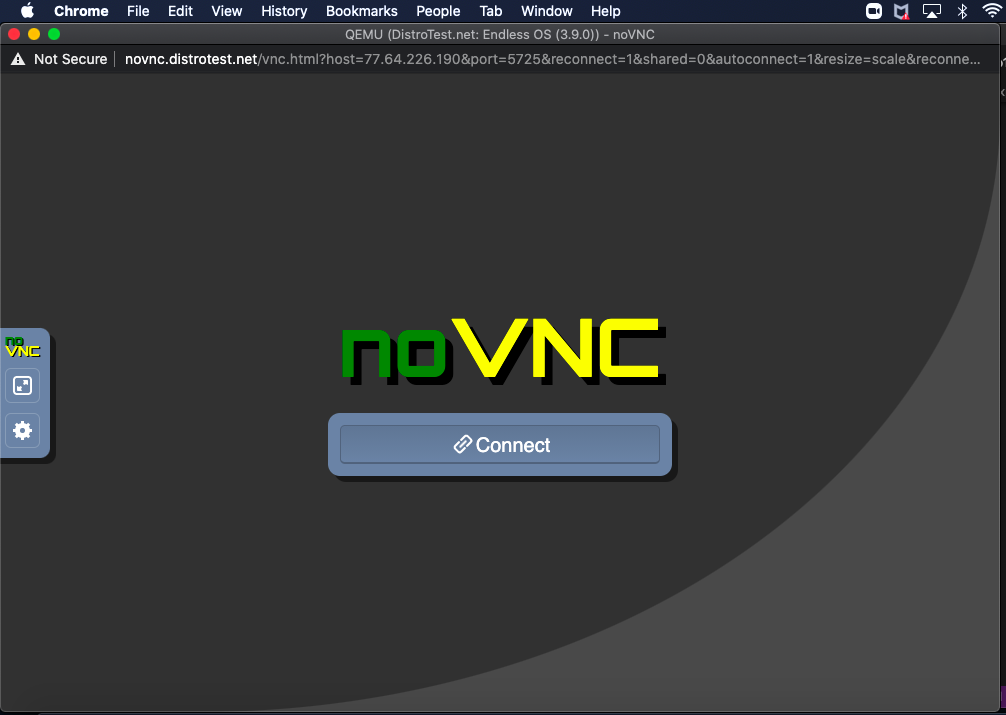 Chrome File Edit View History Bookmarks People Tab Window Help
QEMU (DistroTest.net: Endless OS (3.9.0)) - noVNC
Not Secure novnc.distrotest.net/vnc.html?host=77.64.226.190&port=5725&reconnect=1&shared=0&autoconnect=1&resize=scale&reconne...
noVNC
no
VNC
Connect